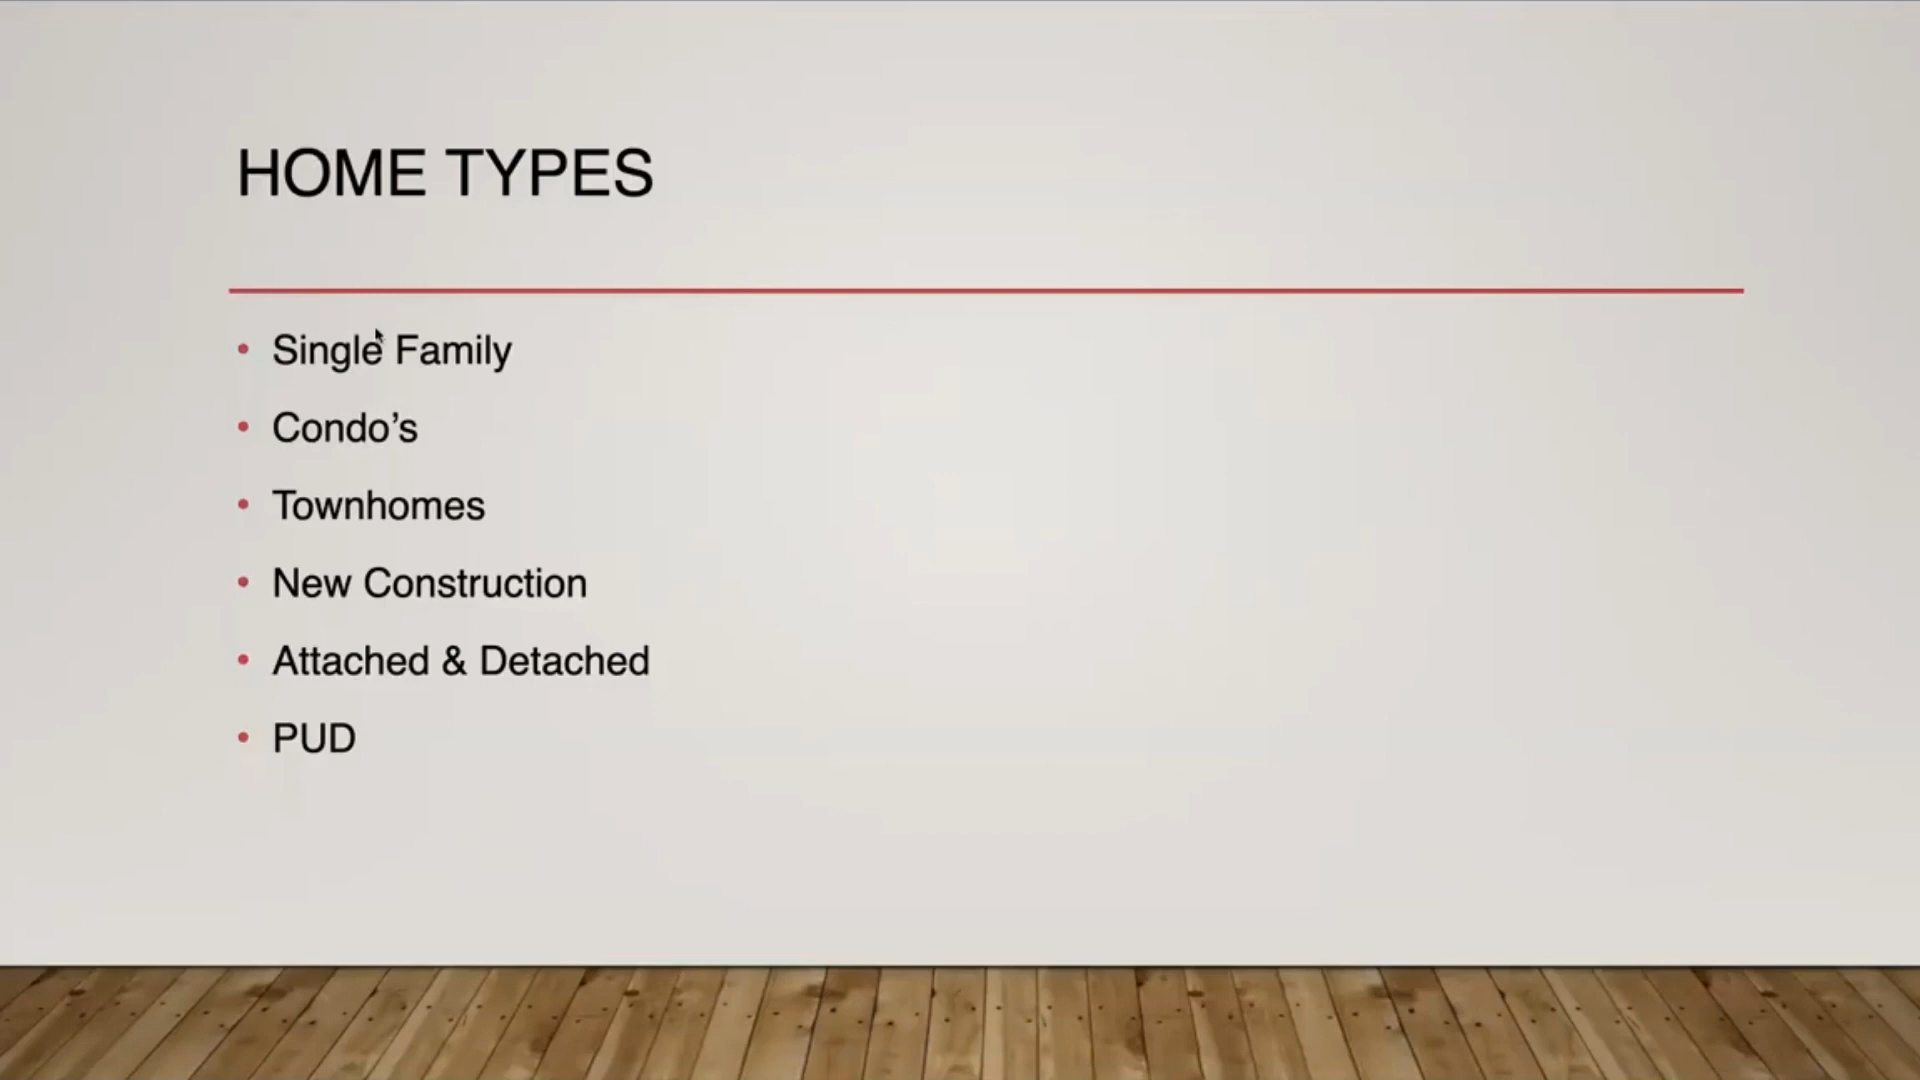 HOME TYPES
• Single Family
• Condo’s
• Townhomes
• New Construction
• Attached & Detached
• PUD